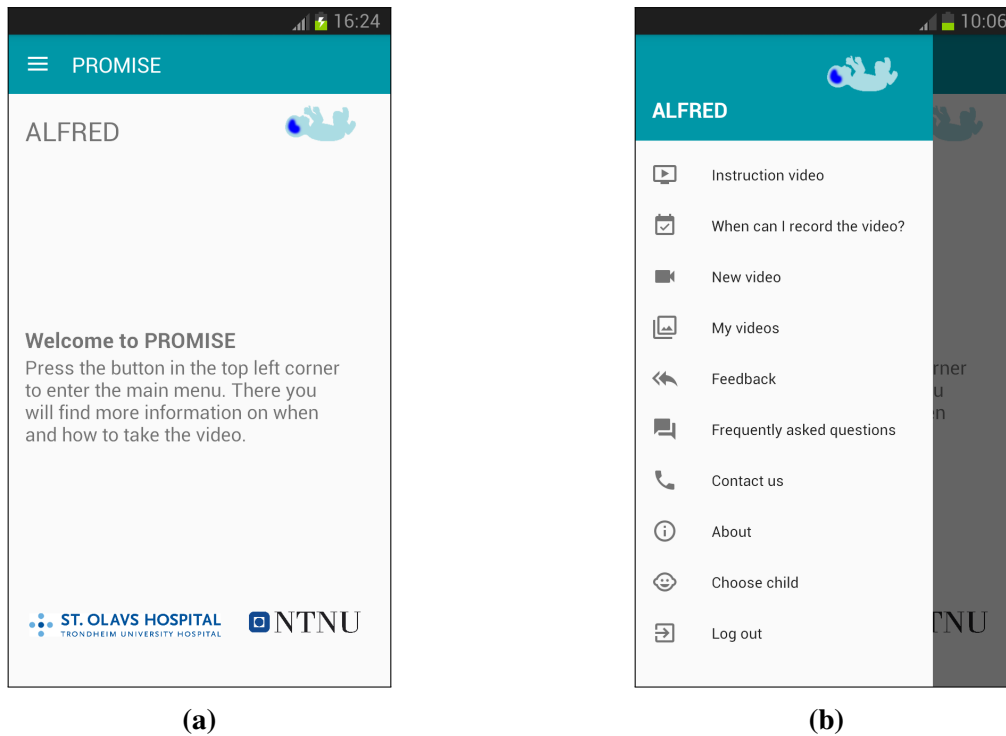 16:24
PROMISE
ALFRED
Welcome to PROMISE
Press the button in the top left corner
to enter the main menu. There you
will find more information on when
and how to take the video.
ST. OLAVS HOSPITAL
TRONDHEIM UNIVERSITY HOSPITAL
NTNU
(a)
10:06
ALFRED
Instruction video
When can I record the video?
New video
My videos
Feedback
Frequently asked questions
Contact us
About
Choose child
Log out
rner
u
en
TNU
(b)